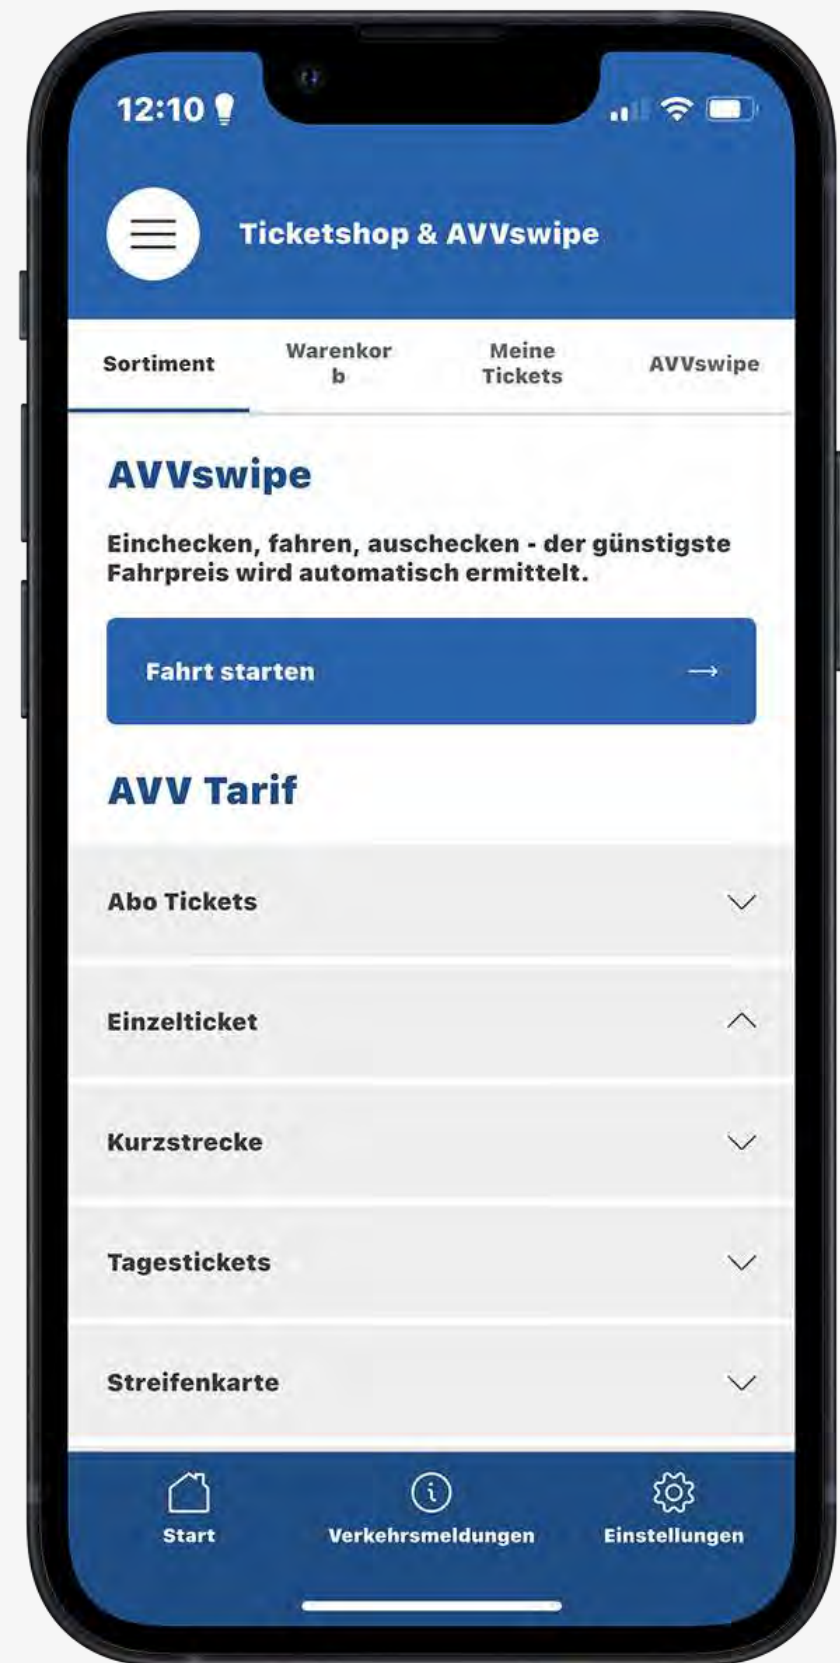 12:10
Ticketshop & AVVswipe
Sortiment
Warenkor
b
Meine
Tickets
AVVswipe
AVVswipe
Einchecken, fahren, auschecken - der günstigste
Fahrpreis wird automatisch ermittelt.
Fahrt starten
AVV Tarif
Abo Tickets
Einzelticket
Kurzstrecke
Tagestickets
Streifenkarte
Start
Verkehrsmeldungen
Einstellungen